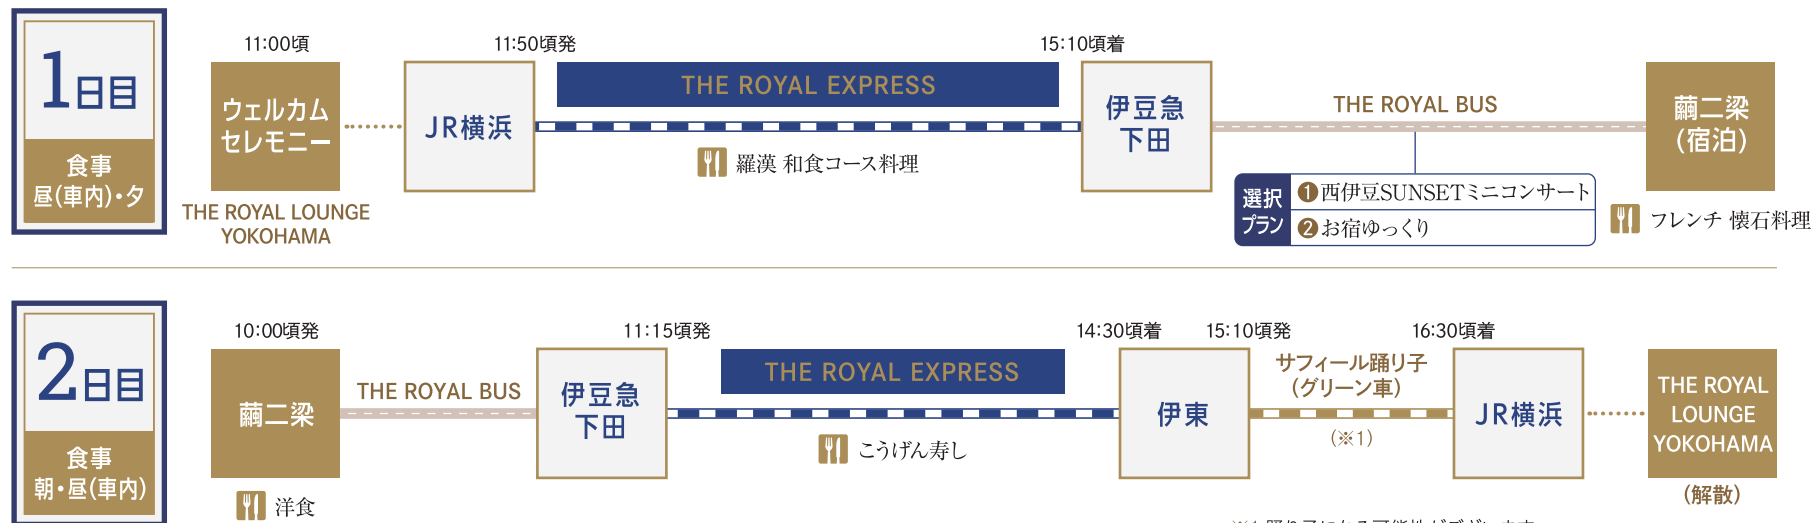 1日目
食事
昼(車内)・夕
11:00頃
ウェルカム
セレモニー
THE ROYAL LOUNGE
YOKOHAMA
11:50頃発
JR横浜
THE ROYAL EXPRESS
羅漢 和食コース料理
15:10頃着
伊豆急
下田
THE ROYAL BUS
選択
プラン
❶西伊豆SUNSETミニコンサート
❷お宿ゆっくり
繭二梁
(宿泊)
フレンチ 懐石料理
2日目
食事
朝・昼(車内)
10:00頃発
繭二梁
洋食
THE ROYAL BUS
11:15頃発
伊豆急
下田
THE ROYAL EXPRESS
こうげん寿し
14:30頃着
15:10頃発
伊東
サフィール踊り子
(グリーン車)
(※1)
16:30頃着
JR横浜
THE ROYAL
LOUNGE
YOKOHAMA
(解散)